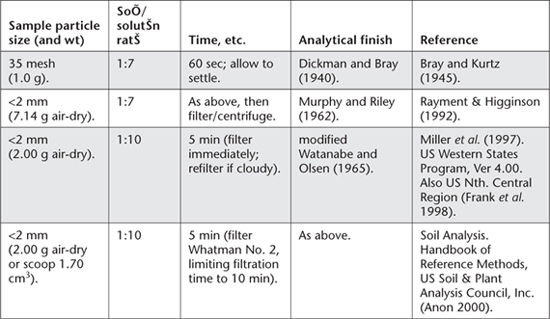 Sample particle
size (and wt)
SoÕ/
solutŠn
ratŠ
Time, etc.
Analytical finish
Reference
35 mesh
(1.0 g).
1:7
60 sec; allow to
settle.
Dickman and Bray
(1940).
Bray and Kurtz
(1945).
<2 mm
(7.14 g air-dry).
1:7
As above, then
filter/centrifuge.
Murphy and Riley
(1962).
Rayment & Higginson
(1992).
<2 mm
(2.00 g air-dry).
1:10
5 min (filter
immediately;
refilter if cloudy).
modified
Watanabe and
Olsen (1965).
Miller et al. (1997).
US Western States
Program, Ver 4.00.
Also US Nth. Central
Region (Frank et al.
1998).
<2 mm
(2.00 g air-dry
or scoop 1.70
cm³).
1:10
5 min (filter
Whatman No. 2,
limiting filtration
time to 10 min).
As above.
Soil Analysis.
Handbook of
Reference Methods,
US Soil & Plant
Analysis Council, Inc.
(Anon 2000).